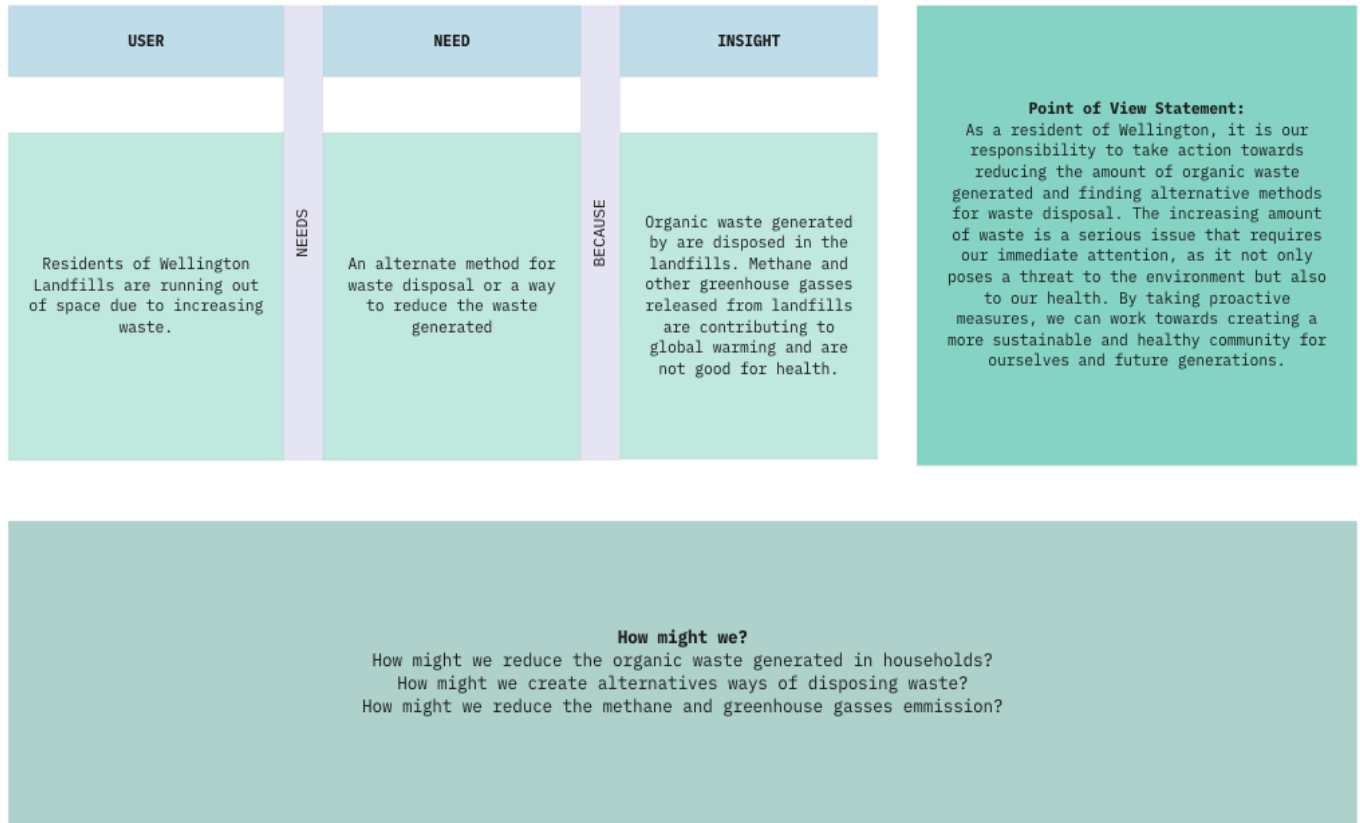 USER
NEEDS
NEED
BECAUSE
INSIGHT
Residents of Wellington
Landfills are running out
of space due to increasing
waste.
An alternate method for
waste disposal or a way
to reduce the waste
generated
Organic waste generated
by are disposed in the
landfills. Methane and
other greenhouse gasses
released from landfills
are contributing to
global warming and are
not good for health.
Point of View Statement:
As a resident of Wellington, it is our
responsibility to take action towards
reducing the amount of organic waste
generated and finding alternative methods
for waste disposal. The increasing amount
of waste is a serious issue that requires
our immediate attention, as it not only
poses a threat to the environment but also
to our health. By taking proactive
measures, we can work towards creating a
more sustainable and healthy community for
ourselves and future generations.
How might we?
How might we reduce the organic waste generated in households?
How might we create alternatives ways of disposing waste?
How might we reduce the methane and greenhouse gasses emmission?